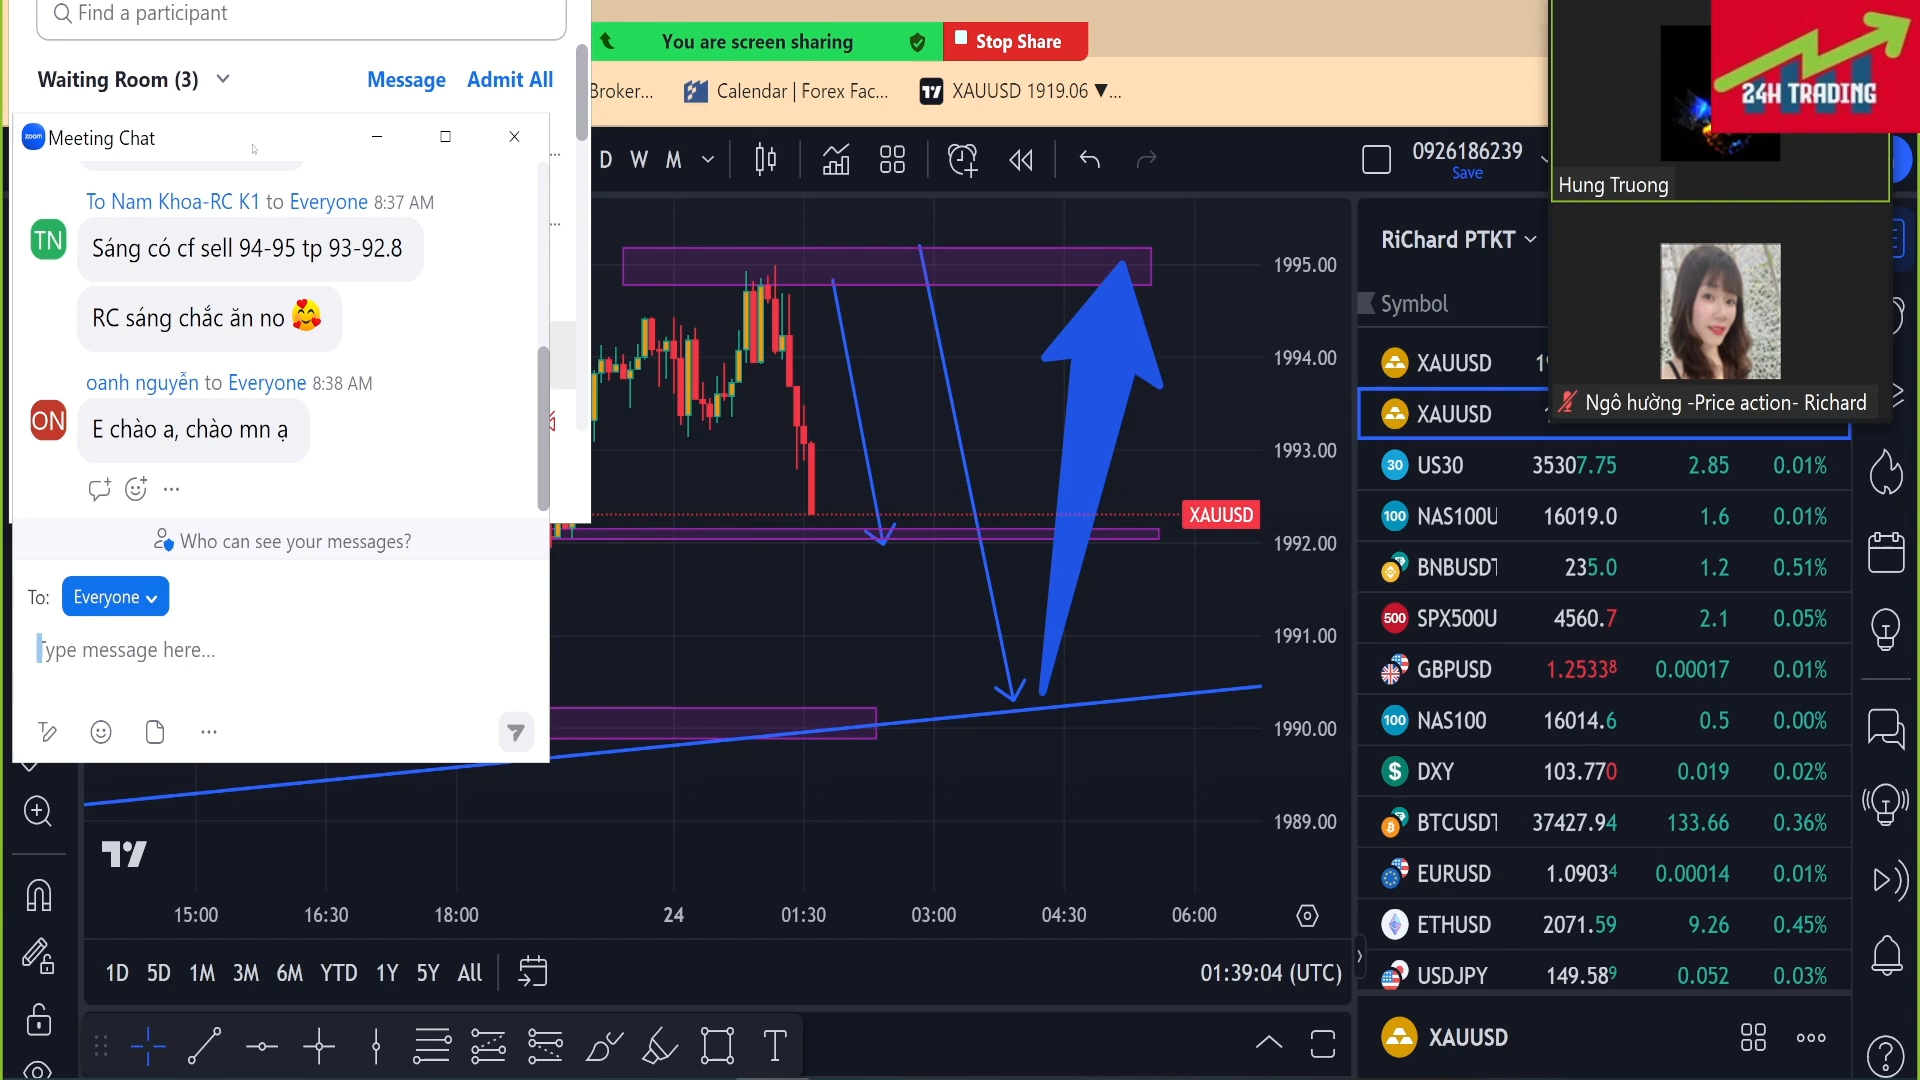 Find a participant
Waiting Room (3)
Message
Admit All
You are screen sharing
Stop Share
Broker...
Calendar | Forex Fac...
XAUUSD 1919.06 ▼...
24H TRADING
Hung Truong
Ngô hường -Price action- Richard
zoom Meeting Chat
To Nam Khoa-RC K1 to Everyone 8:37 AM
TN
Sáng có cf sell 94-95 tp 93-92.8
RC sáng chắc ăn no 🥰
oanh nguyễn to Everyone 8:38 AM
ON
E chào a, chào mn ạ
Who can see your messages?
To: Everyone
Type message here...
D W M
0926186239
Save
1995.00
1994.00
1993.00
XAUUSD
1992.00
1991.00
1990.00
1989.00
15:00 16:30 18:00 24 01:30 03:00 04:30 06:00
1D 5D 1M 3M 6M YTD 1Y 5Y All
01:39:04 (UTC)
RiChard PTKT
Symbol
XAUUSD
XAUUSD
30 US30 35307.75 2.85 0.01%
100 NAS100U 16019.0 1.6 0.01%
BNBUSDT 235.0 1.2 0.51%
500 SPX500U 4560.7 2.1 0.05%
GBPUSD 1.25338 0.00017 0.01%
100 NAS100 16014.6 0.5 0.00%
$ DXY 103.770 0.019 0.02%
BTCUSDT 37427.94 133.66 0.36%
EURUSD 1.09034 0.00014 0.01%
ETHUSD 2071.59 9.26 0.45%
USDJPY 149.589 0.052 0.03%
XAUUSD